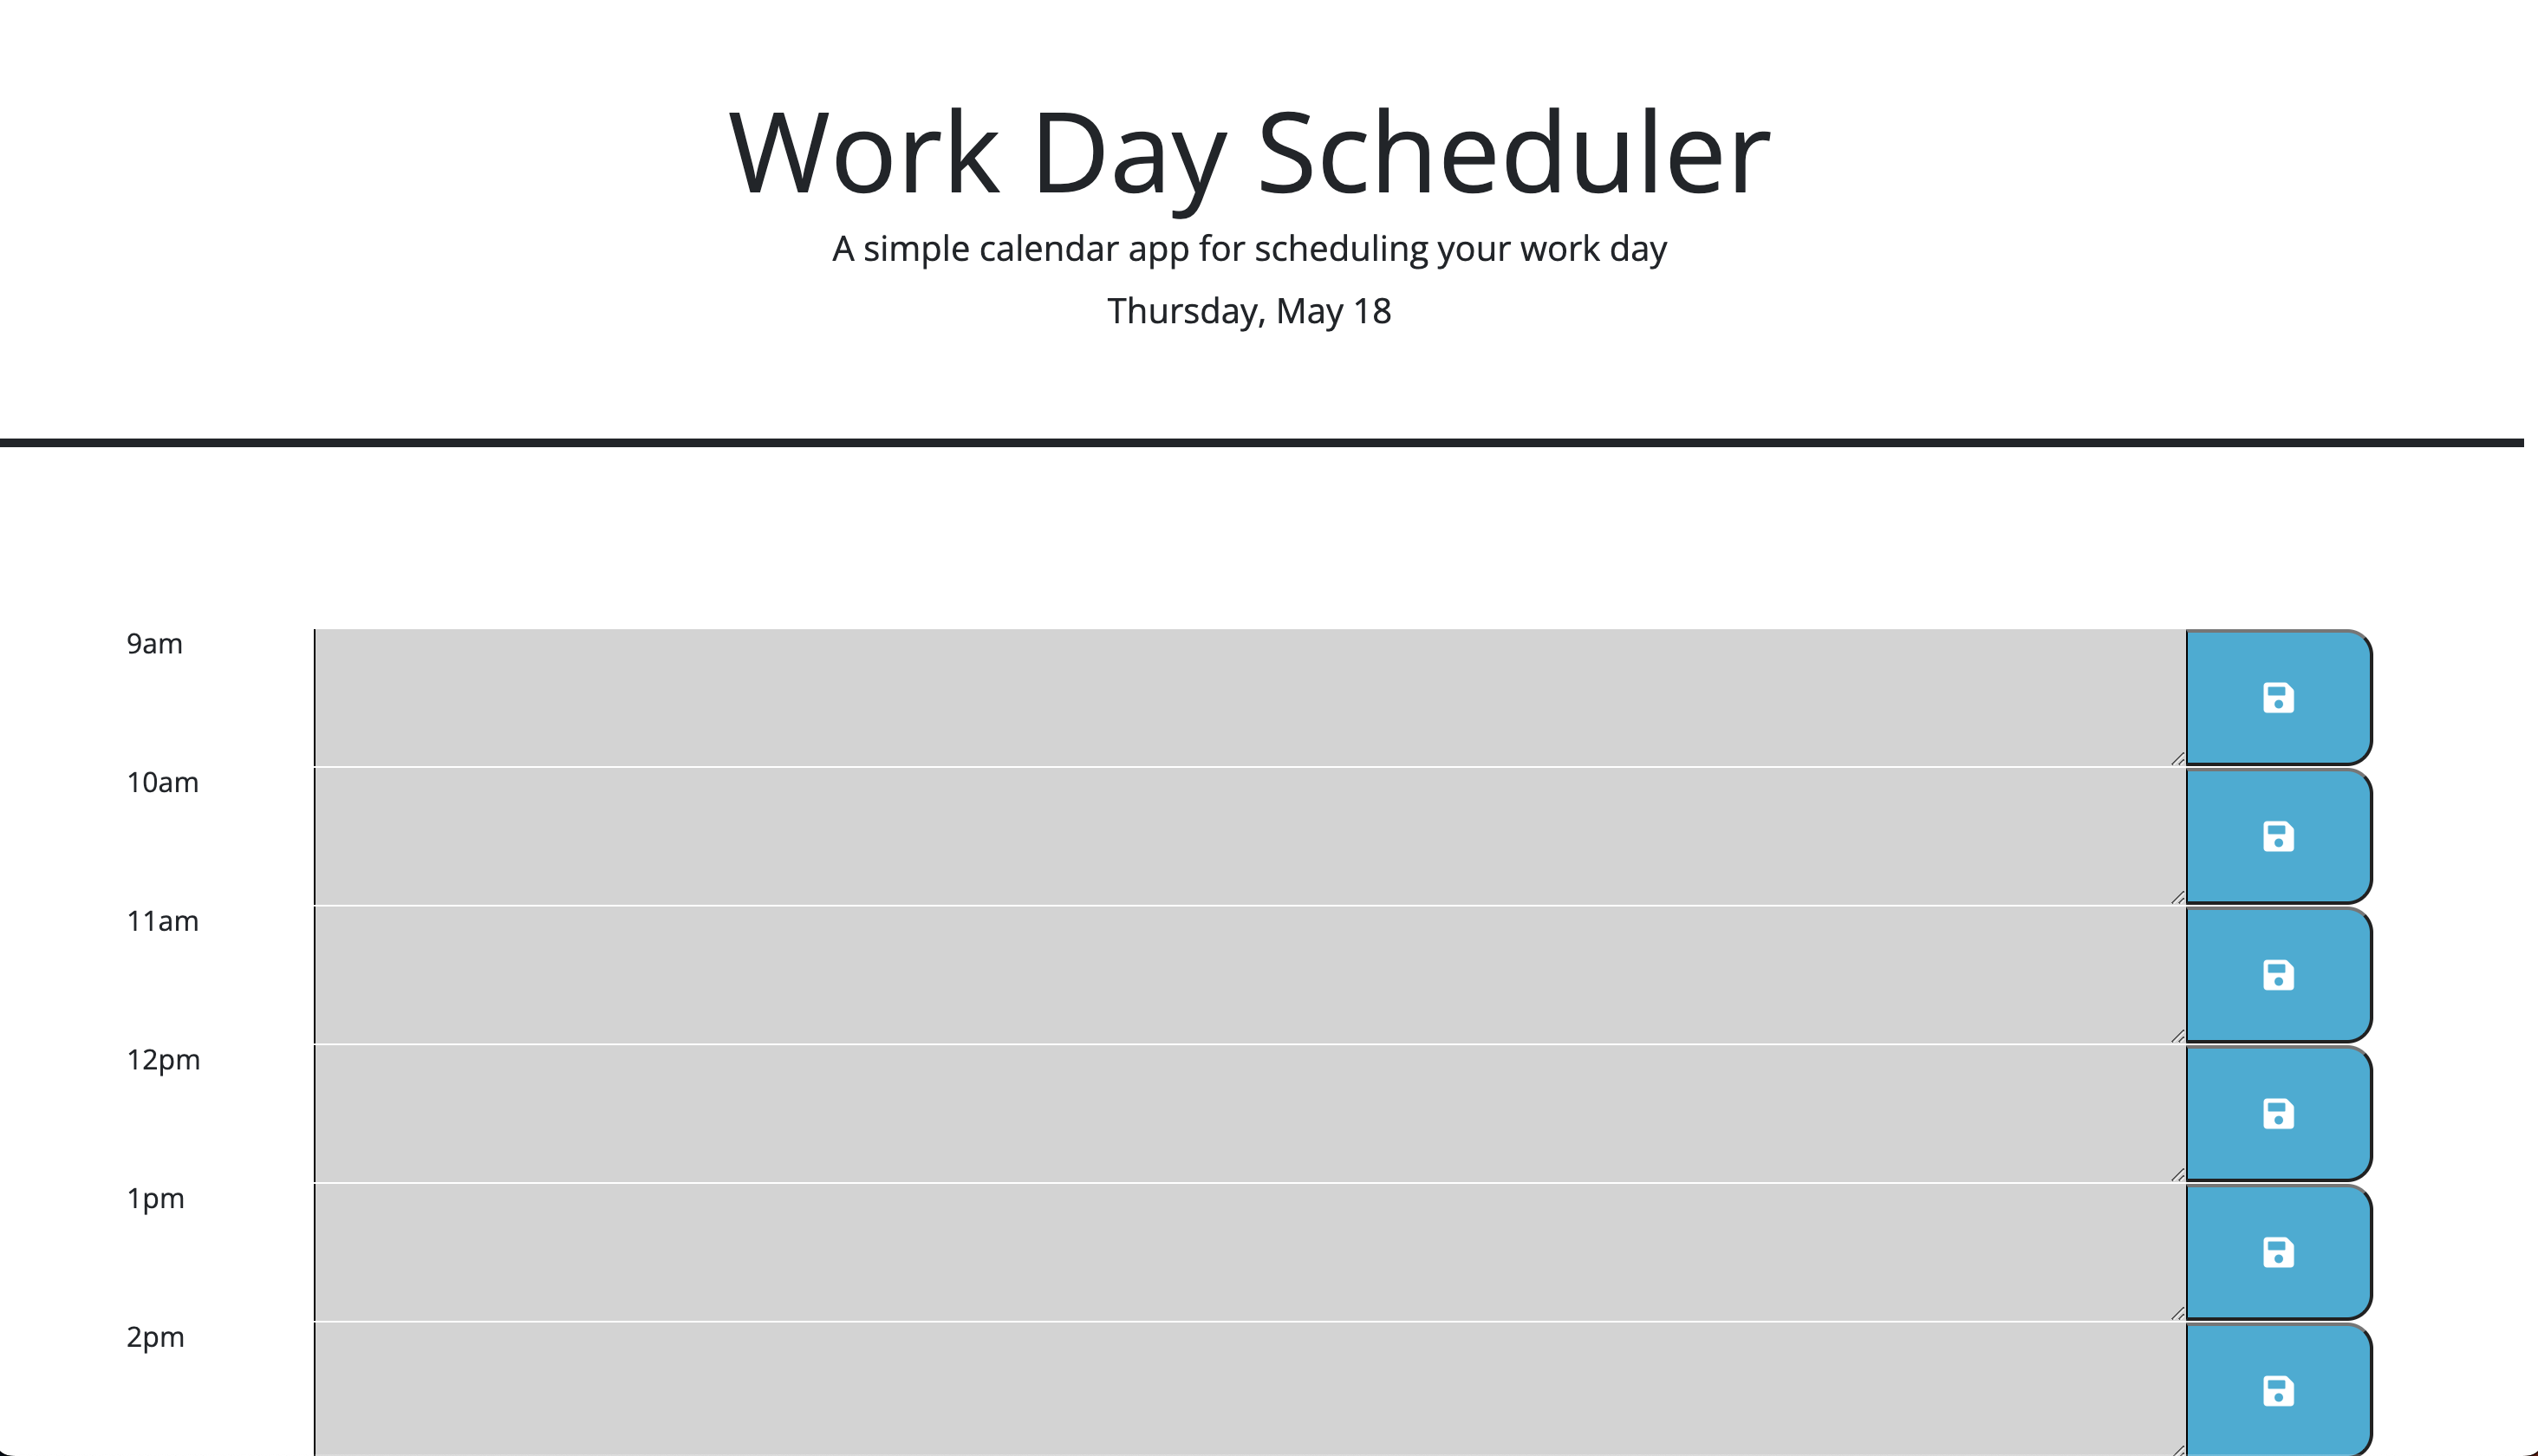 Work Day Scheduler
A simple calendar app for scheduling your work day
Thursday, May 18
9am
10am
11am
12pm
1pm
2pm